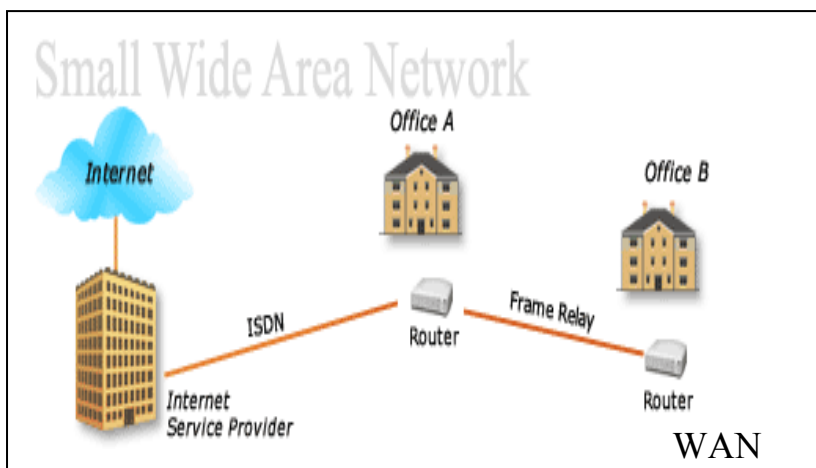 Small Wide Area Network
Office A
Internet
Office B
ISDN
Frame Relay
Router
Internet
Service Provider
Router
WAN